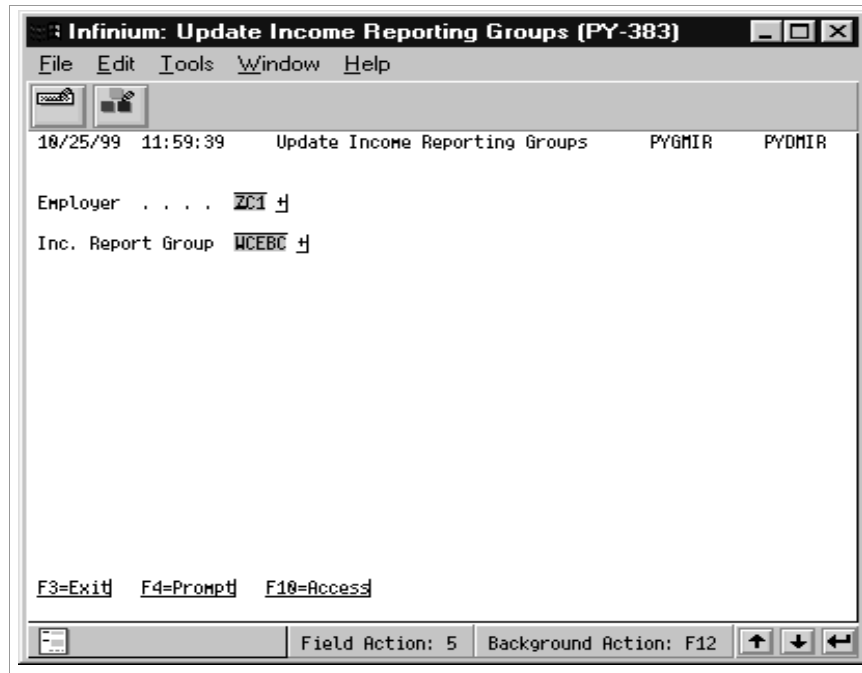 Infinium: Update Income Reporting Groups (PY-383)
File Edit Tools Window Help
10/25/99 11:59:39 Update Income Reporting Groups PYGMIR PYDMIR
Employer . . . . ZC1 +
Inc. Report Group WCEBC +
F3=Exit F4=Prompt F10=Access
Field Action: 5 Background Action: F12